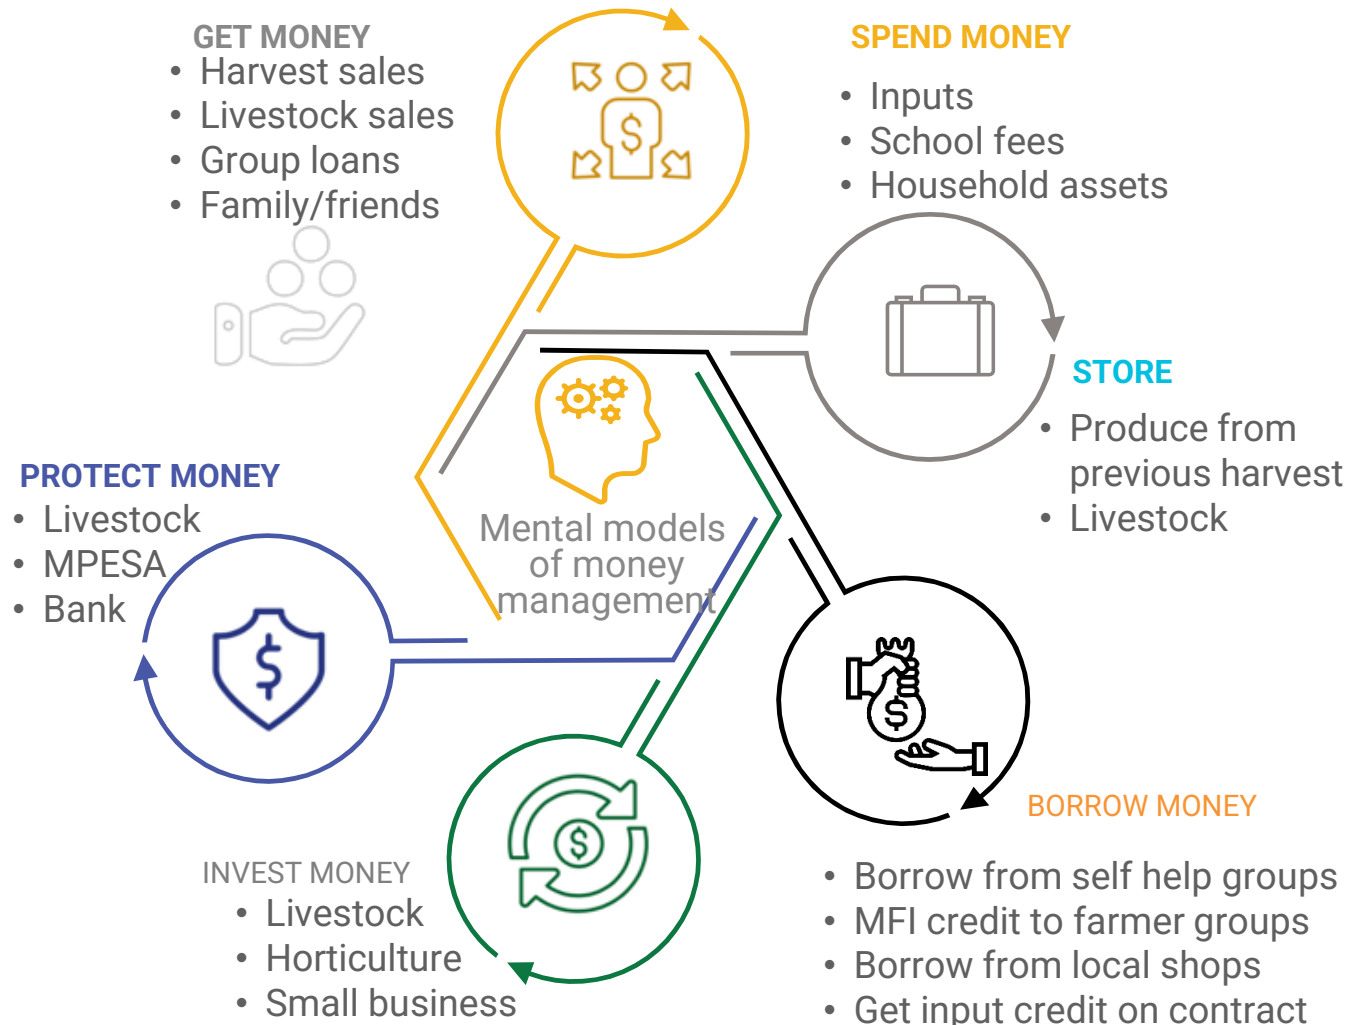 GET MONEY
• Harvest sales
• Livestock sales
• Group loans
• Family/friends
SPEND MONEY
• Inputs
• School fees
• Household assets
$
STORE
• Produce from
previous harvest
• Livestock
PROTECT MONEY
• Livestock
• MPESA
• Bank
$
Mental models
of money
management
$
BORROW MONEY
• Borrow from self help groups
• MFI credit to farmer groups
• Borrow from local shops
• Get input credit on contract
INVEST MONEY
• Livestock
• Horticulture
• Small business
$